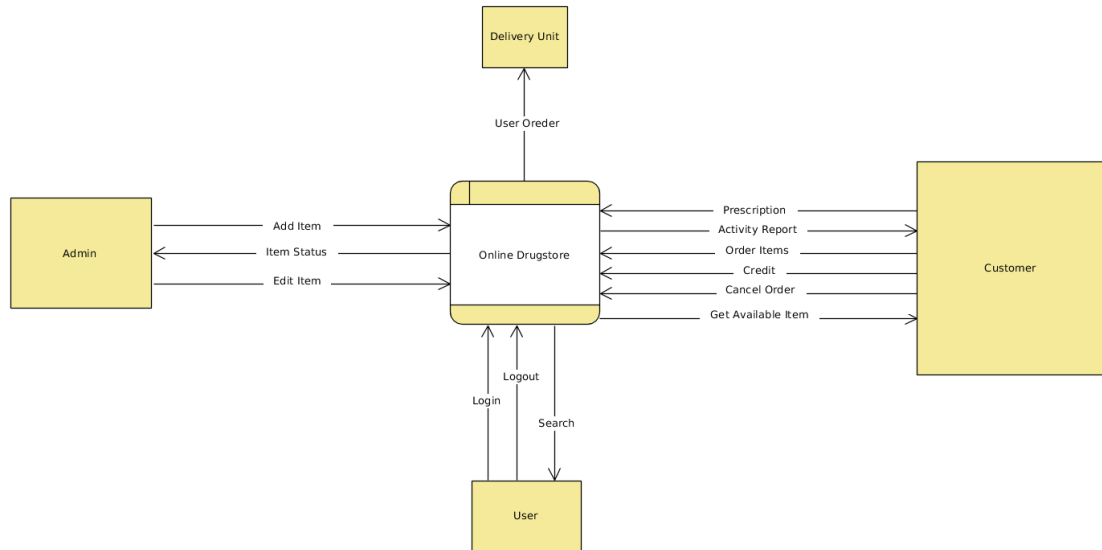 Delivery Unit
User Oreder
Admin
Add Item
Item Status
Edit Item
Online Drugstore
Prescription
Activity Report
Order Items
Credit
Cancel Order
Get Available Item
Customer
Login
Logout
Search
User